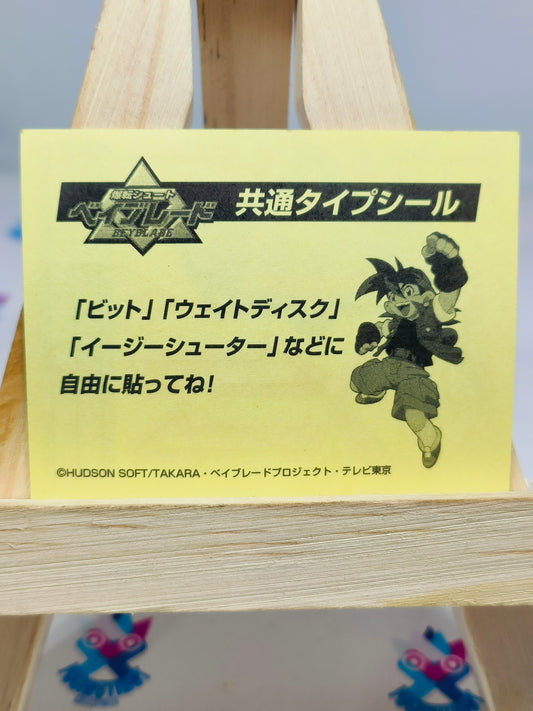 爆転シュート
ベイブレード
BEYBLADE
共通タイプシール
「ビット」「ウェイトディスク」
「イージーシューター」などに
自由に貼ってね!
©HUDSON SOFT/TAKARA・ベイブレードプロジェクト・テレビ東京